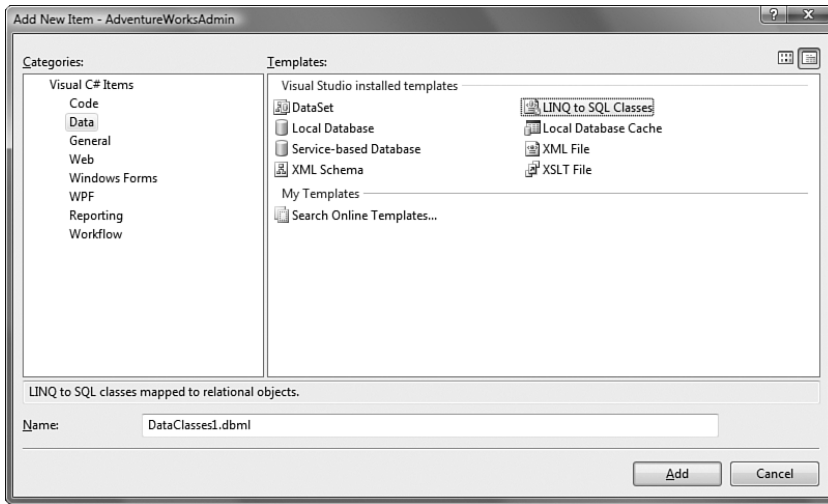 Add New Item - AdventureWorksAdmin
Categories:
Visual C# Items
Code
Data
General
Web
Windows Forms
WPF
Reporting
Workflow
Templates:
Visual Studio installed templates
DataSet
LINQ to SQL Classes
Local Database
Local Database Cache
Service-based Database
XML File
XML Schema
XSLT File
My Templates
Search Online Templates...
LINQ to SQL classes mapped to relational objects.
Name:
DataClasses1.dbml
Add
Cancel